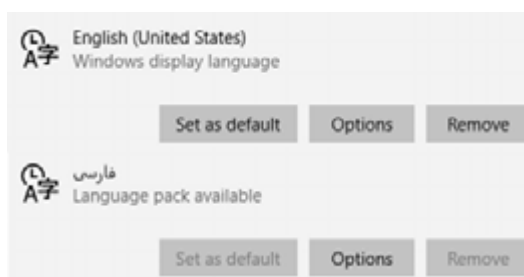 English (United States)
Windows display language
Set as default Options Remove
فارسی
Language pack available
Set as default Options Remove